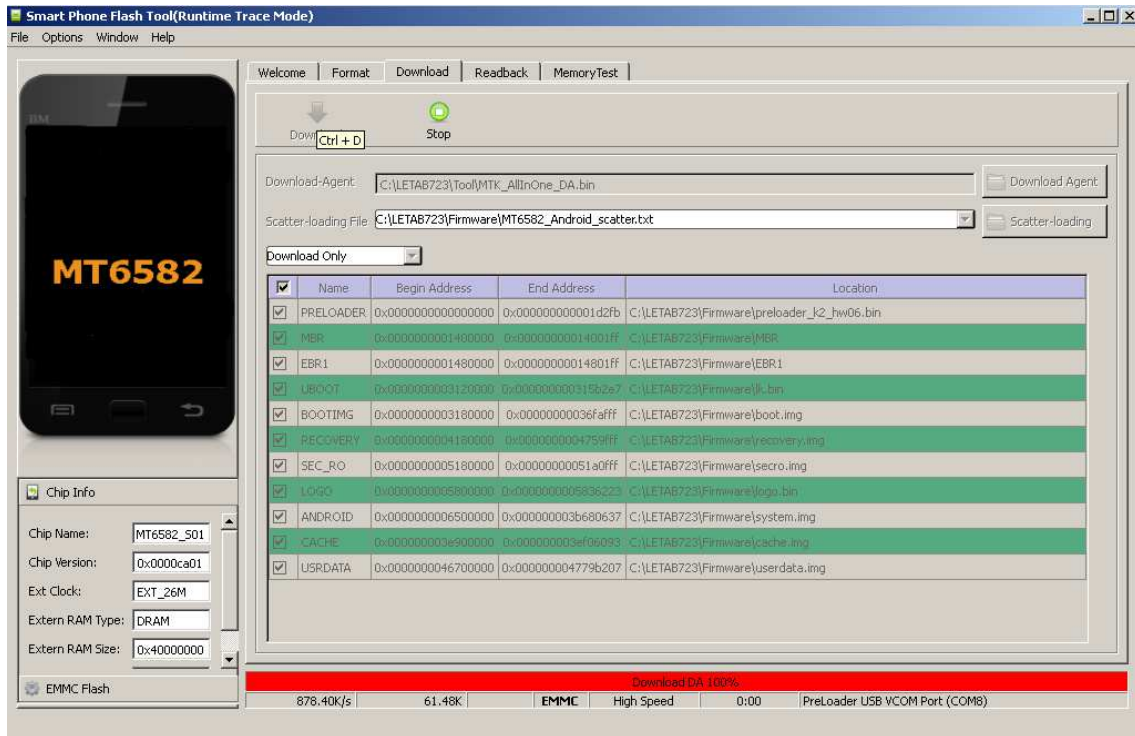 Smart Phone Flash Tool(Runtime Trace Mode)
File Options Window Help
Welcome Format Download Readback MemoryTest
BM
Ctrl + D
Stop
Download-Agent C:\LETAB723\Tool\MTK_AllInOne_DA.bin Download Agent
Scatter-loading File C:\LETAB723\Firmware\MT6582_Android_scatter.txt Scatter-loading
Download Only
MT6582
Name Begin Address End Address Location
PRELOADER 0x0000000000000000 0x000000000001d2fb C:\LETAB723\Firmware\preloader_k2_hw06.bin
MBR 0x0000000001400000 0x00000000014001ff C:\LETAB723\Firmware\MBR
EBR1 0x0000000001480000 0x00000000014801ff C:\LETAB723\Firmware\EBR1
UBOOT 0x0000000003120000 0x000000000315b2e7 C:\LETAB723\Firmware\lk.bin
BOOTIMG 0x0000000003180000 0x00000000036fafff C:\LETAB723\Firmware\boot.img
RECOVERY 0x0000000004180000 0x0000000004759fff C:\LETAB723\Firmware\recovery.img
SEC_RO 0x0000000005180000 0x00000000051a0fff C:\LETAB723\Firmware\secro.img
LOGO 0x0000000005800000 0x0000000005836223 C:\LETAB723\Firmware\logo.bin
ANDROID 0x0000000006500000 0x000000003b680637 C:\LETAB723\Firmware\system.img
CACHE 0x000000003e900000 0x000000003ef06093 C:\LETAB723\Firmware\cache.img
USRDATA 0x0000000046700000 0x000000004779b207 C:\LETAB723\Firmware\userdata.img
Chip Info
Chip Name: MT6582_S01
Chip Version: 0x0000ca01
Ext Clock: EXT_26M
Extern RAM Type: DRAM
Extern RAM Size: 0x40000000
EMMC Flash
Download DA 100%
878.40K/s 61.48K EMMC High Speed 0:00 PreLoader USB VCOM Port (COM8)